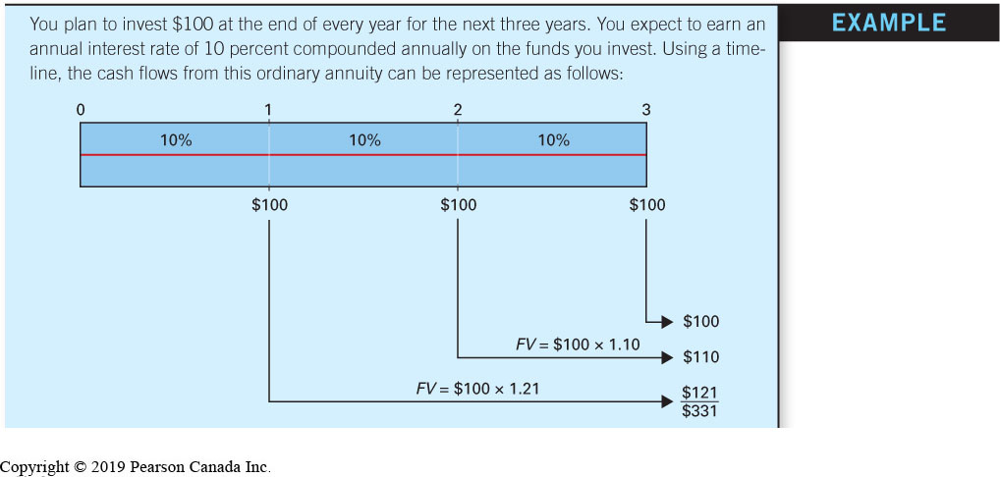 You plan to invest $100 at the end of every year for the next three years. You expect to earn an
annual interest rate of 10 percent compounded annually on the funds you invest. Using a time-
line, the cash flows from this ordinary annuity can be represented as follows:
EXAMPLE
0 1 2 3
10% 10% 10%
$100 $100 $100
$100
FV = $100 × 1.10
$110
FV = $100 × 1.21
$121
$331
Copyright © 2019 Pearson Canada Inc.